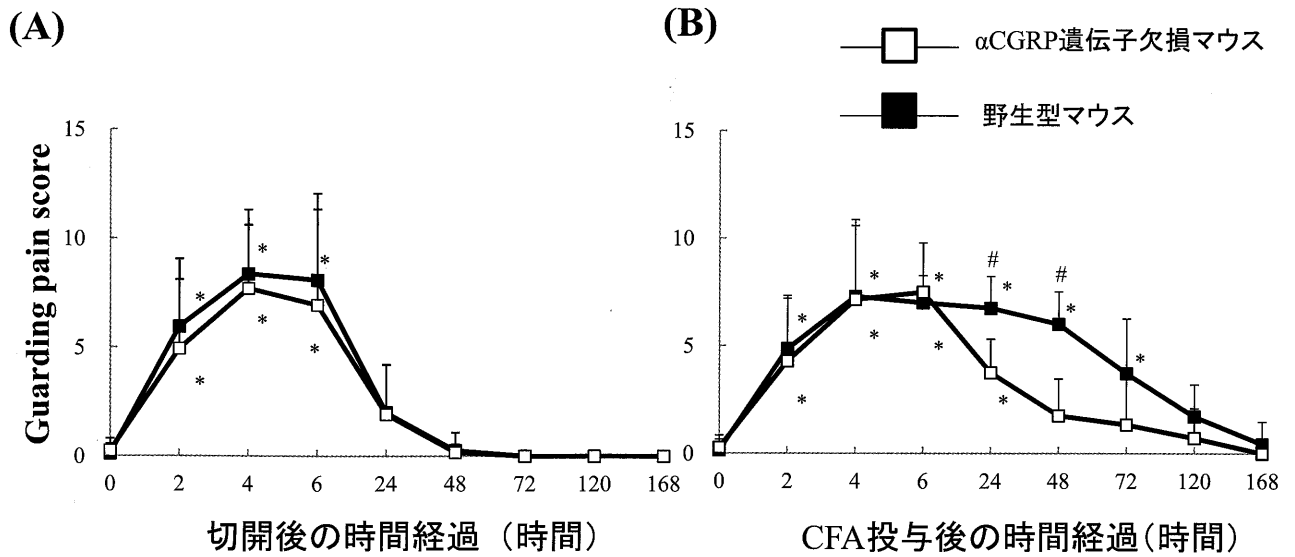 (A)
Guarding pain score
15
10
5
0
* * * * * *
0 2 4 6 24 48 72 120 168
切開後の時間経過（時間）
(B)
αCGRP遺伝子欠損マウス
野生型マウス
15
10
5
0
# #
* * * * * * * * * *
0 2 4 6 24 48 72 120 168
CFA投与後の時間経過（時間）